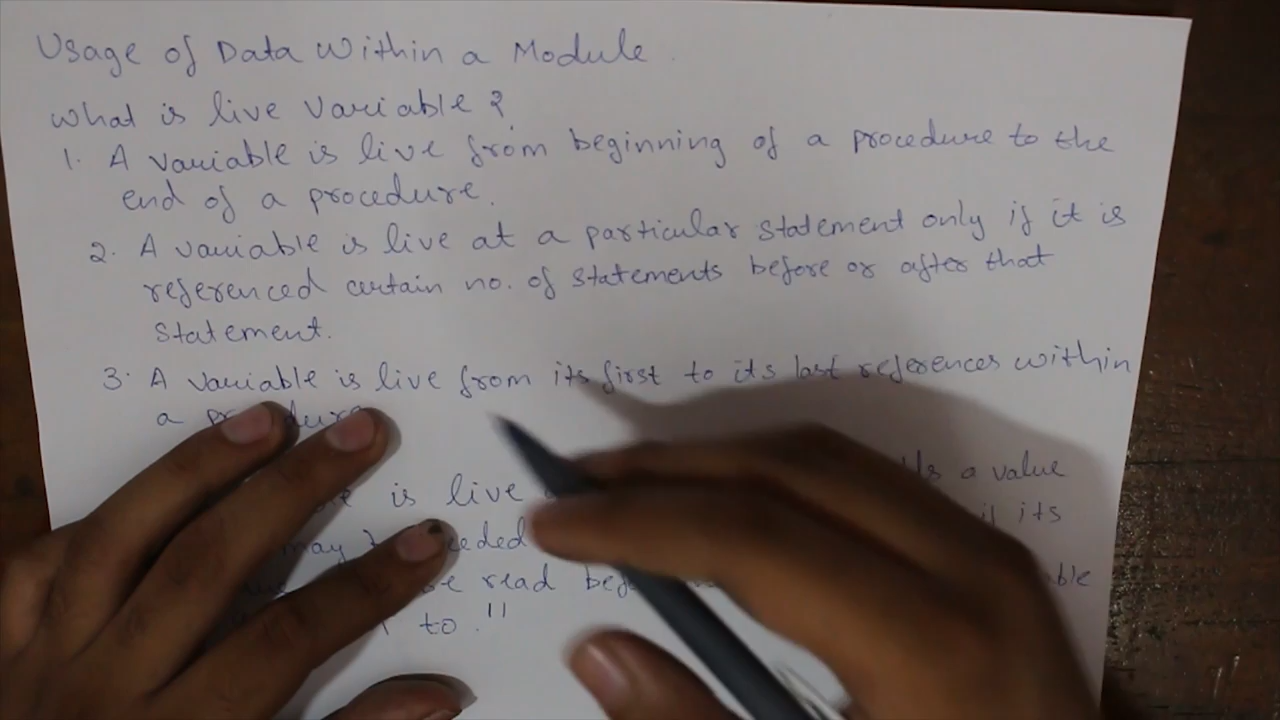 Usage of Data Within a Module.
What is live variable?
1. A variable is live from beginning of a procedure to the
end of a procedure.
2. A variable is live at a particular statement only if it is
referenced certain no. of statements before or after that
statement.
3. A variable is live from its first to its last references within
a
is live a value
if its
may
read
to."